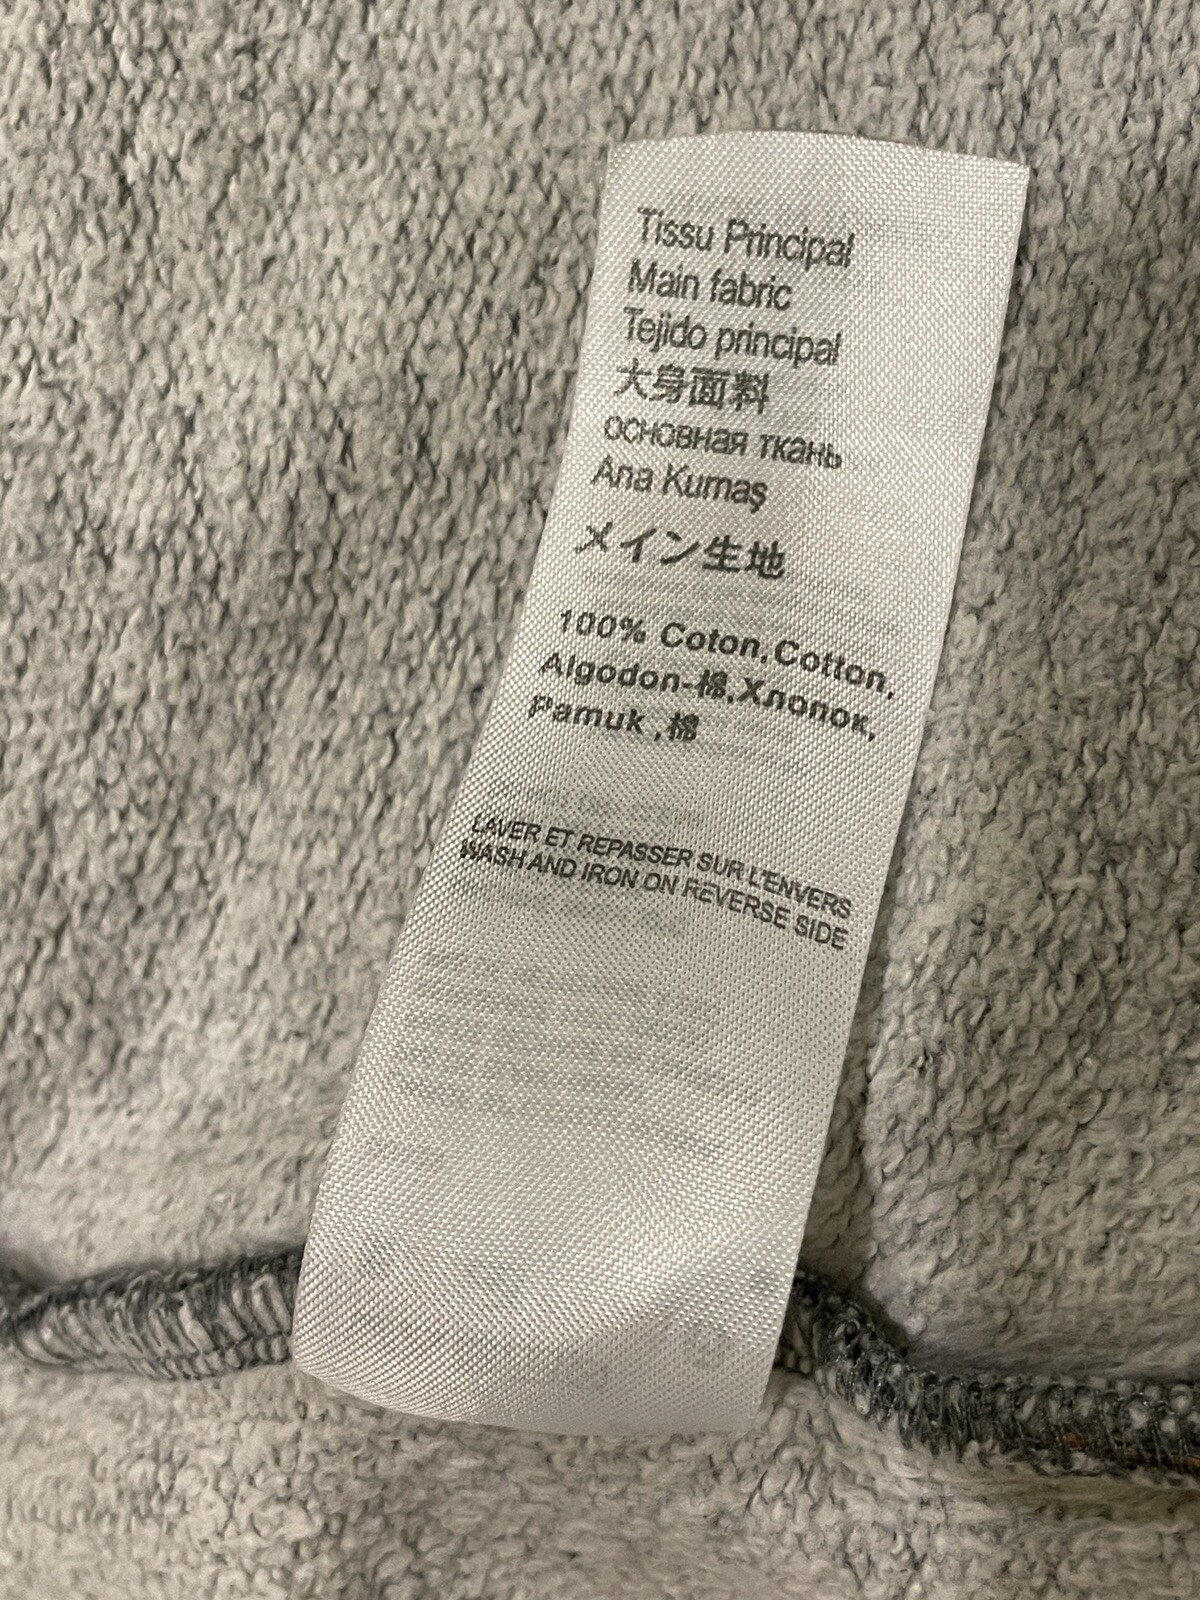 Tissu Principal
Main fabric
Tejido principal
大身面料
основная ткань
Ana Kumaş
メイン生地
100% Coton,Cotton,
Algodon-棉,Хлопок,
Pamuk ,棉
LAVER ET REPASSER SUR L'ENVERS
WASH AND IRON ON REVERSE SIDE